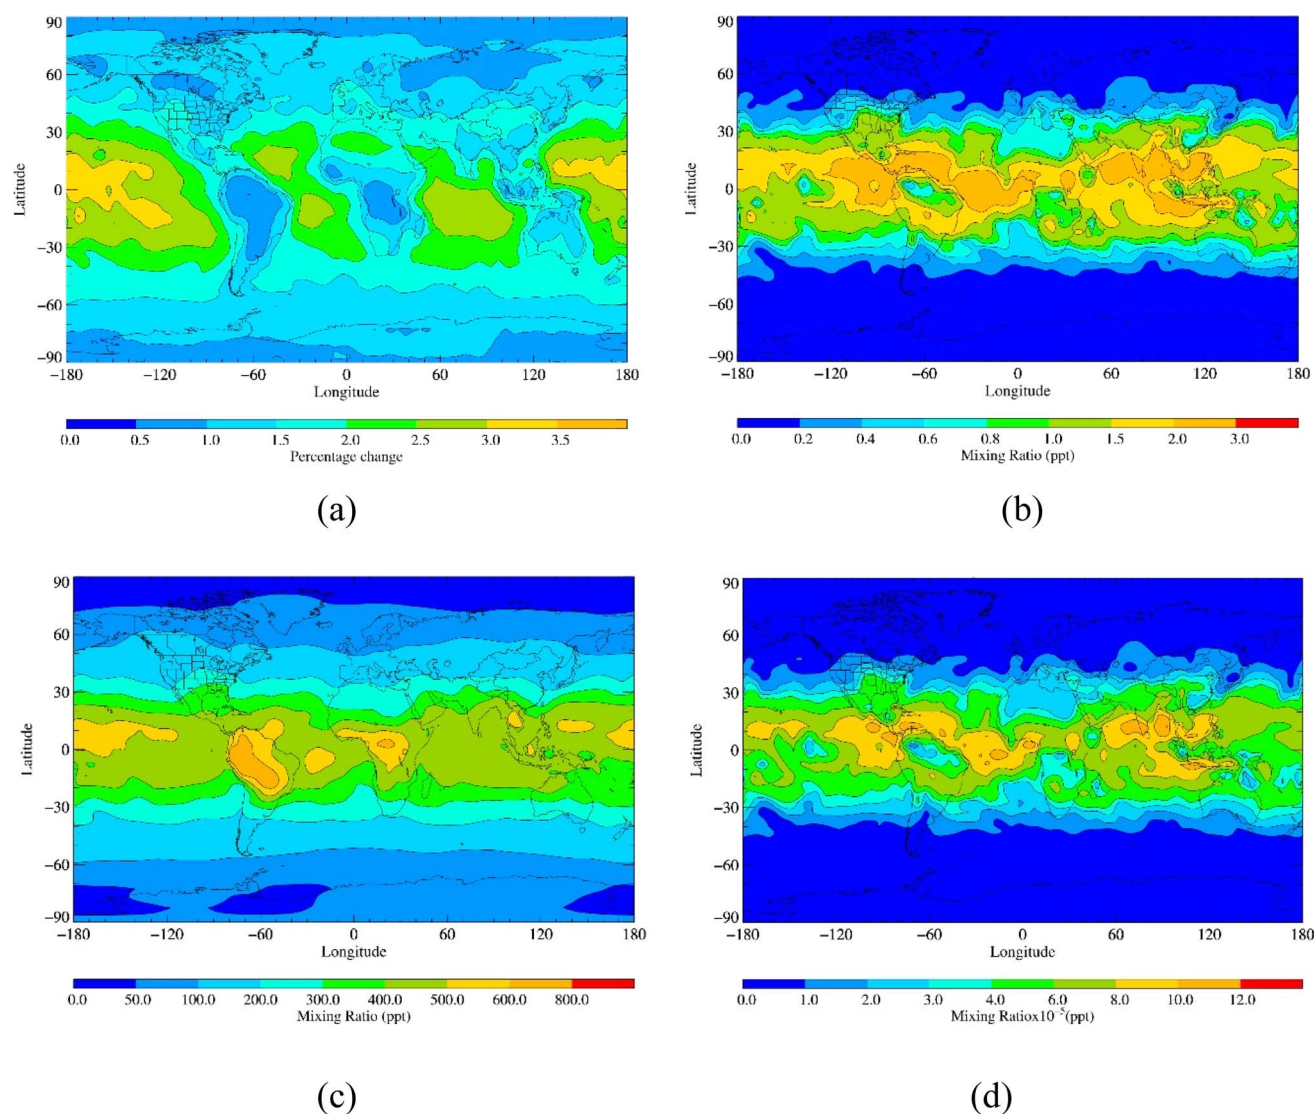 90
60
30
0
−30
−60
−90
Latitude
−180 −120 −60 0 60 120 180
Longitude
0.0 0.5 1.0 1.5 2.0 2.5 3.0 3.5
Percentage change
(a)
90
60
30
0
−30
−60
−90
Latitude
−180 −120 −60 0 60 120 180
Longitude
0.0 0.2 0.4 0.6 0.8 1.0 1.5 2.0 3.0
Mixing Ratio (ppt)
(b)
90
60
30
0
−30
−60
−90
Latitude
−180 −120 −60 0 60 120 180
Longitude
0.0 50.0 100.0 200.0 300.0 400.0 500.0 600.0 800.0
Mixing Ratio (ppt)
(c)
90
60
30
0
−30
−60
−90
Latitude
−180 −120 −60 0 60 120 180
Longitude
0.0 1.0 2.0 3.0 4.0 6.0 8.0 10.0 12.0
Mixing Ratiox10⁻⁵(ppt)
(d)